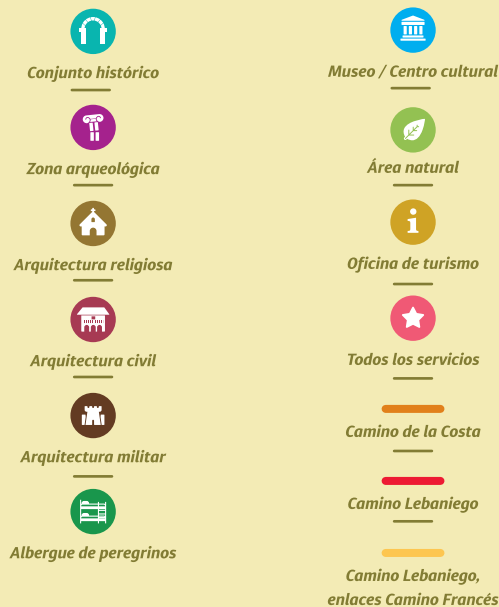 Conjunto histórico
Zona arqueológica
Arquitectura religiosa
Arquitectura civil
Arquitectura militar
Albergue de peregrinos
Museo / Centro cultural
Área natural
Oficina de turismo
Todos los servicios
Camino de la Costa
Camino Lebaniego
Camino Lebaniego,
enlaces Camino Francés